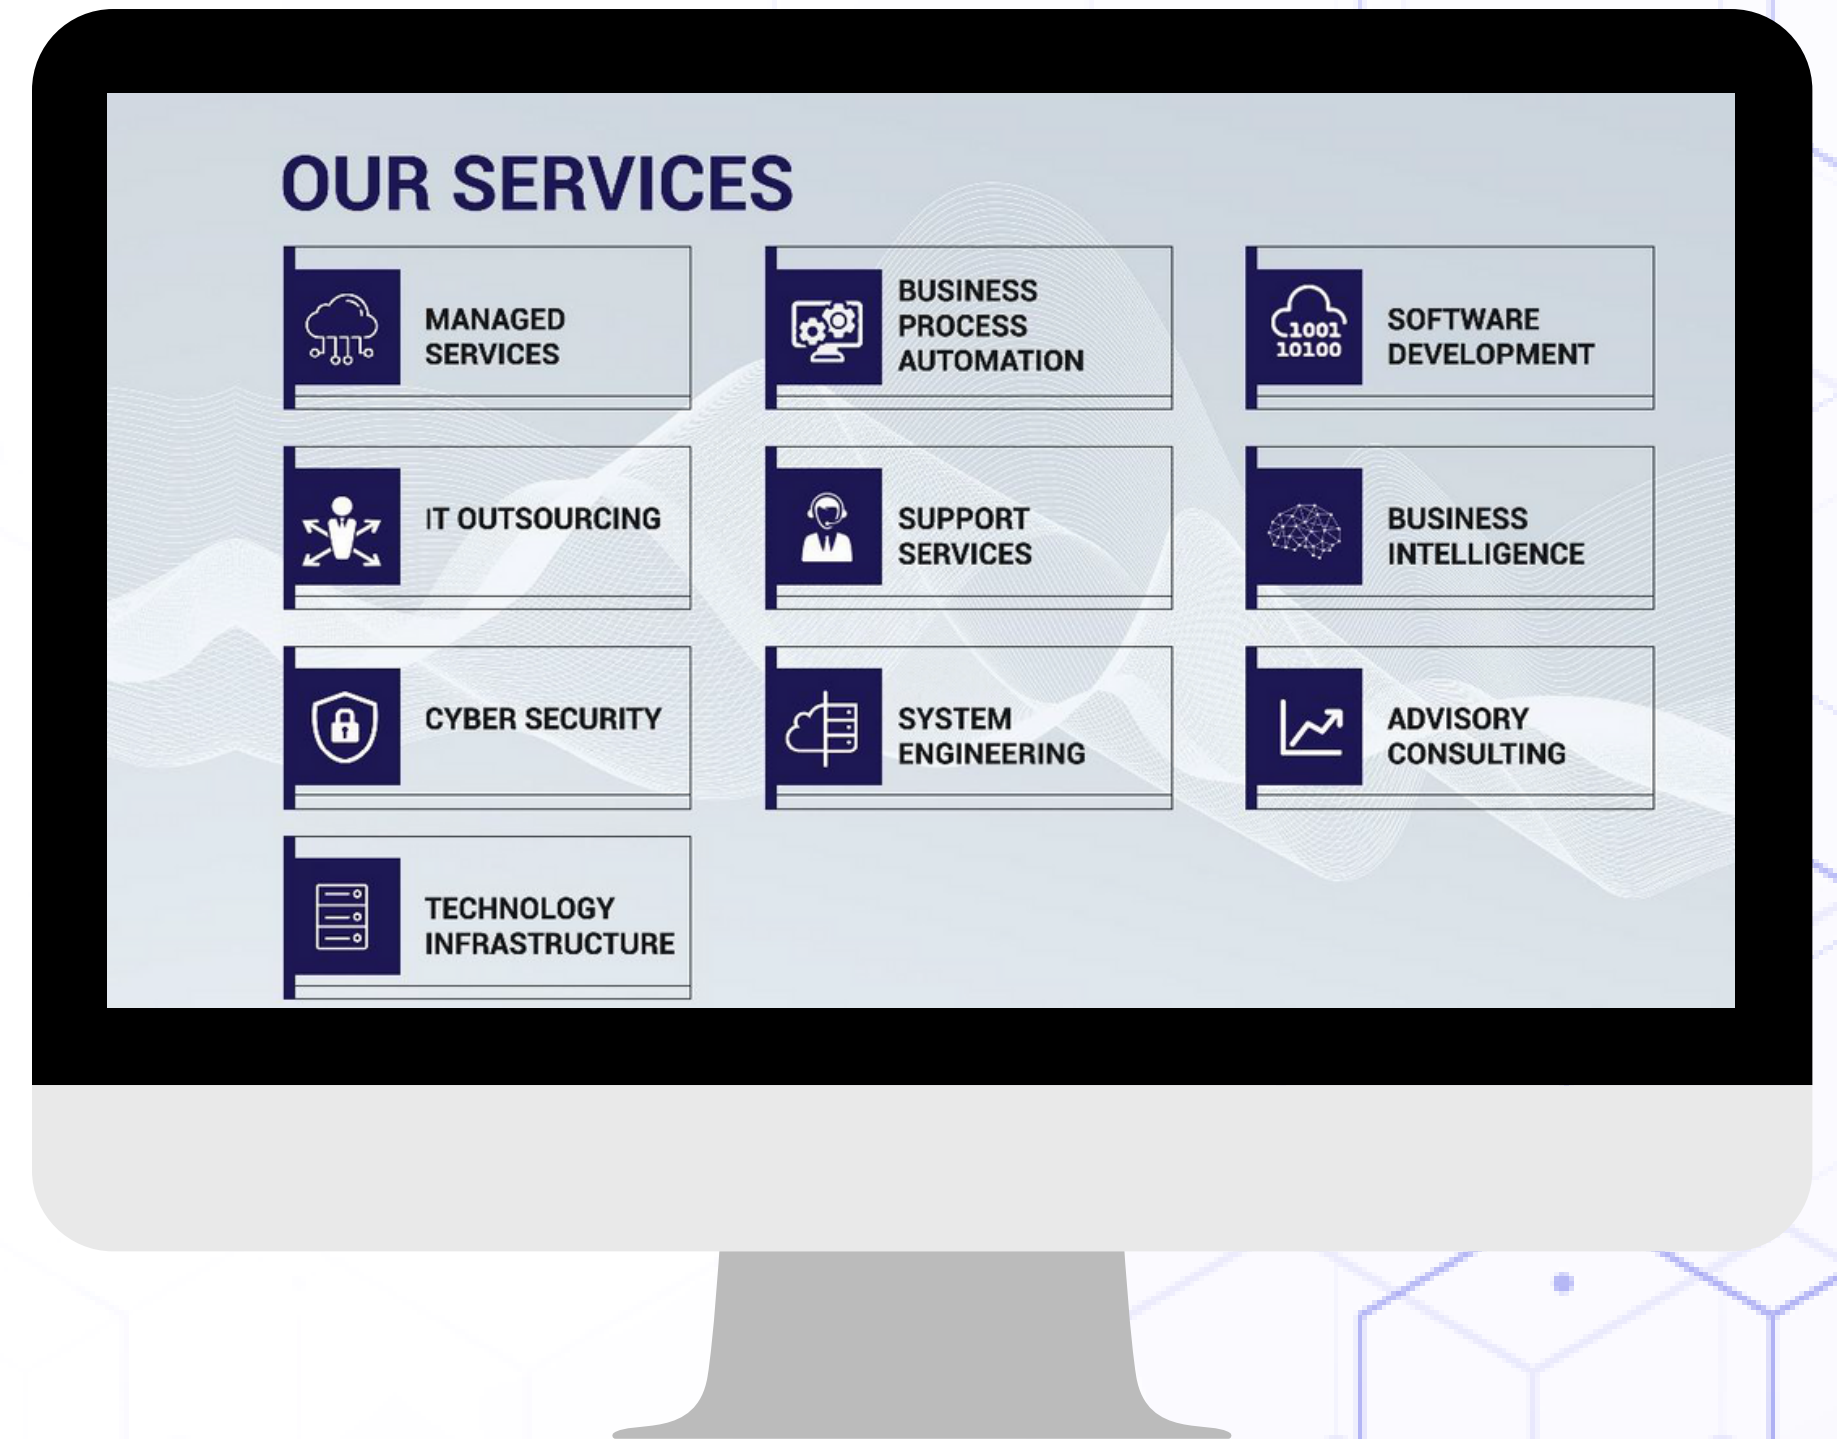 OUR SERVICES
MANAGED
SERVICES
BUSINESS
PROCESS
AUTOMATION
1001
10100
SOFTWARE
DEVELOPMENT
IT OUTSOURCING
SUPPORT
SERVICES
BUSINESS
INTELLIGENCE
CYBER SECURITY
SYSTEM
ENGINEERING
ADVISORY
CONSULTING
TECHNOLOGY
INFRASTRUCTURE